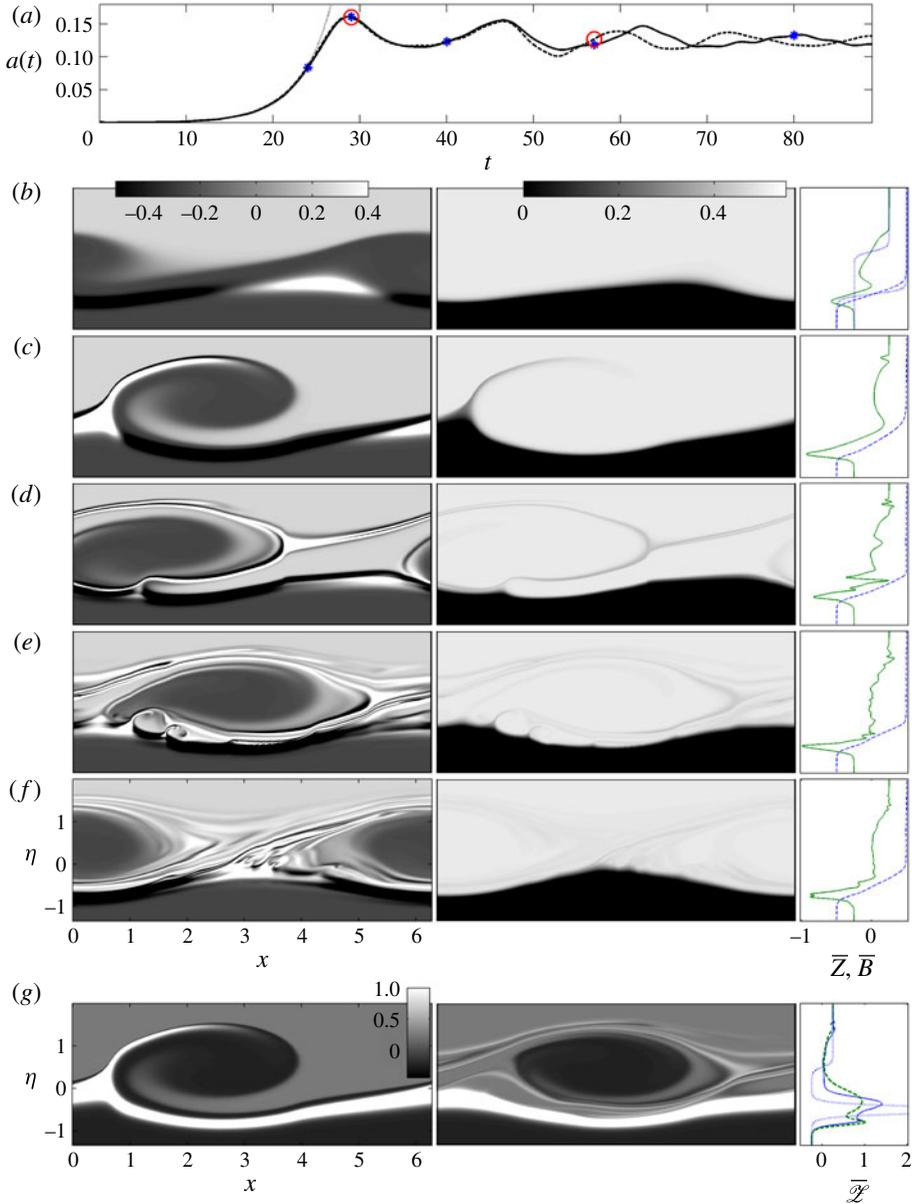 (a)
0.15
0.10
0.05
a(t)
0 10 20 30 40 50 60 70 80
t
(b)
−0.4 −0.2 0 0.2 0.4
0 0.2 0.4
(c)
(d)
(e)
(f)
1
0
−1
η
0 1 2 3 4 5 6
x
−1 0
Z̅, B̅
(g)
1.0
0.5
0
1
0
−1
η
0 1 2 3 4 5 6
x
0 1 2
𝒵̅